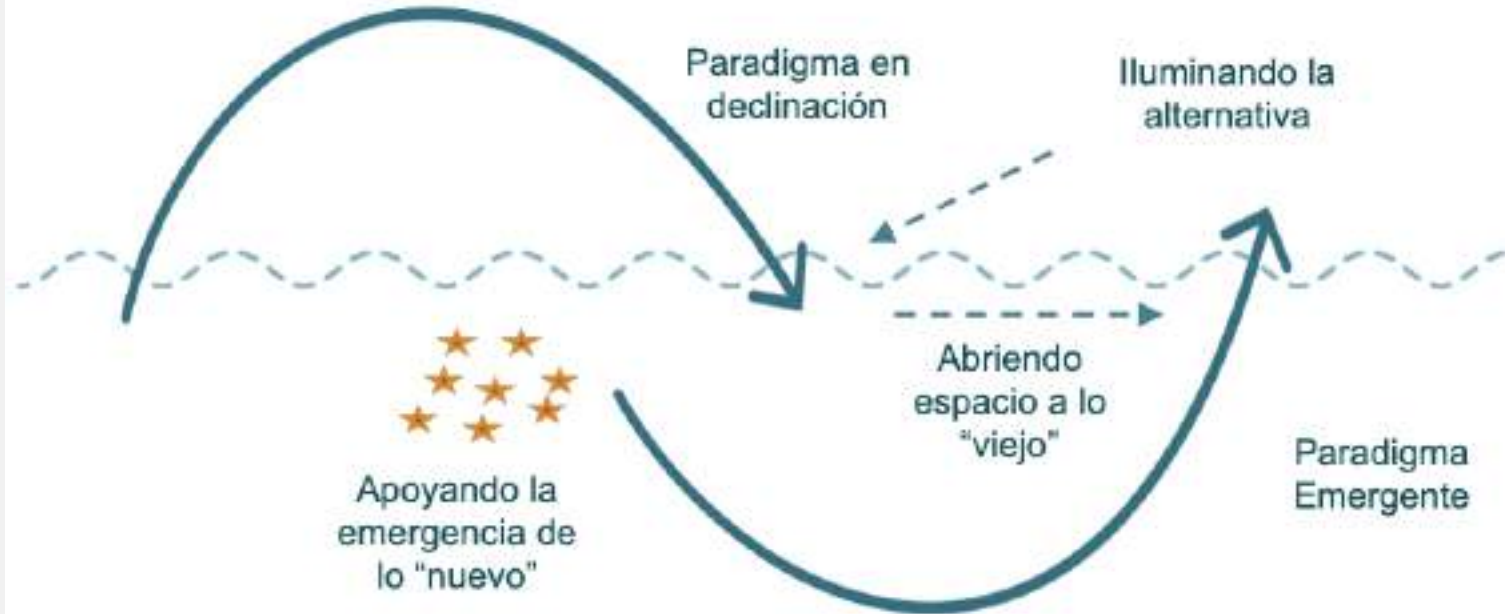 Paradigma en
declinación
Iluminando la
alternativa
Abriendo
espacio a lo
“viejo”
Apoyando la
emergencia de
lo “nuevo”
Paradigma
Emergente